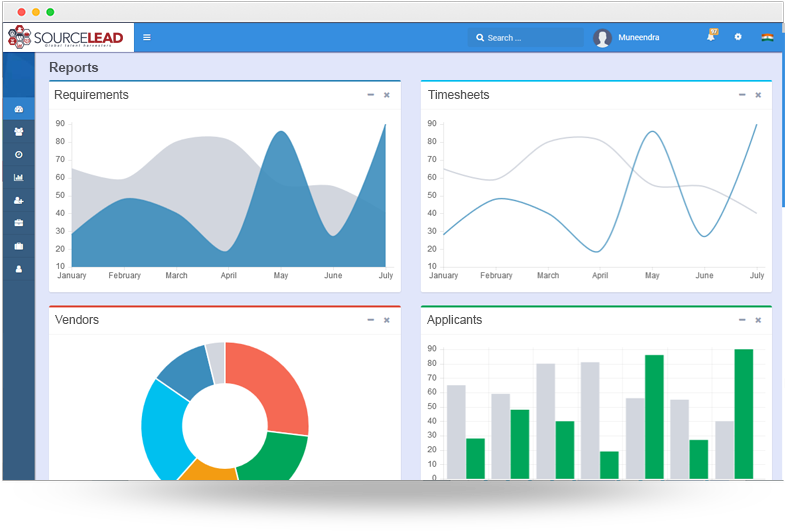 SOURCELEAD
Global talent harvesters
Search ...
Muneendra
Reports
Requirements
Timesheets
90
80
70
60
50
40
30
20
10
January February March April May June July
90
80
70
60
50
40
30
20
10
January February March April May June July
Vendors
Applicants
90
80
70
60
50
40
30
20
10
0